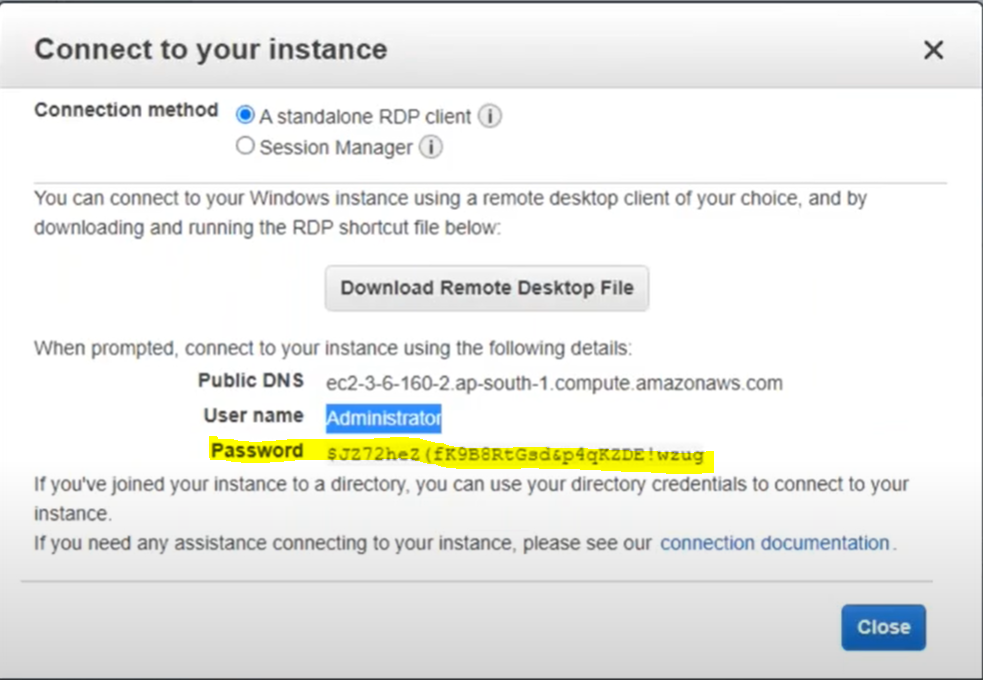 Connect to your instance
Connection method
A standalone RDP client
Session Manager
You can connect to your Windows instance using a remote desktop client of your choice, and by
downloading and running the RDP shortcut file below:
Download Remote Desktop File
When prompted, connect to your instance using the following details:
Public DNS ec2-3-6-160-2.ap-south-1.compute.amazonaws.com
User name Administrator
Password $JZ72heZ(fK9B8RtGsd&p4qKZDE!wzug
If you've joined your instance to a directory, you can use your directory credentials to connect to your
instance.
If you need any assistance connecting to your instance, please see our connection documentation.
Close